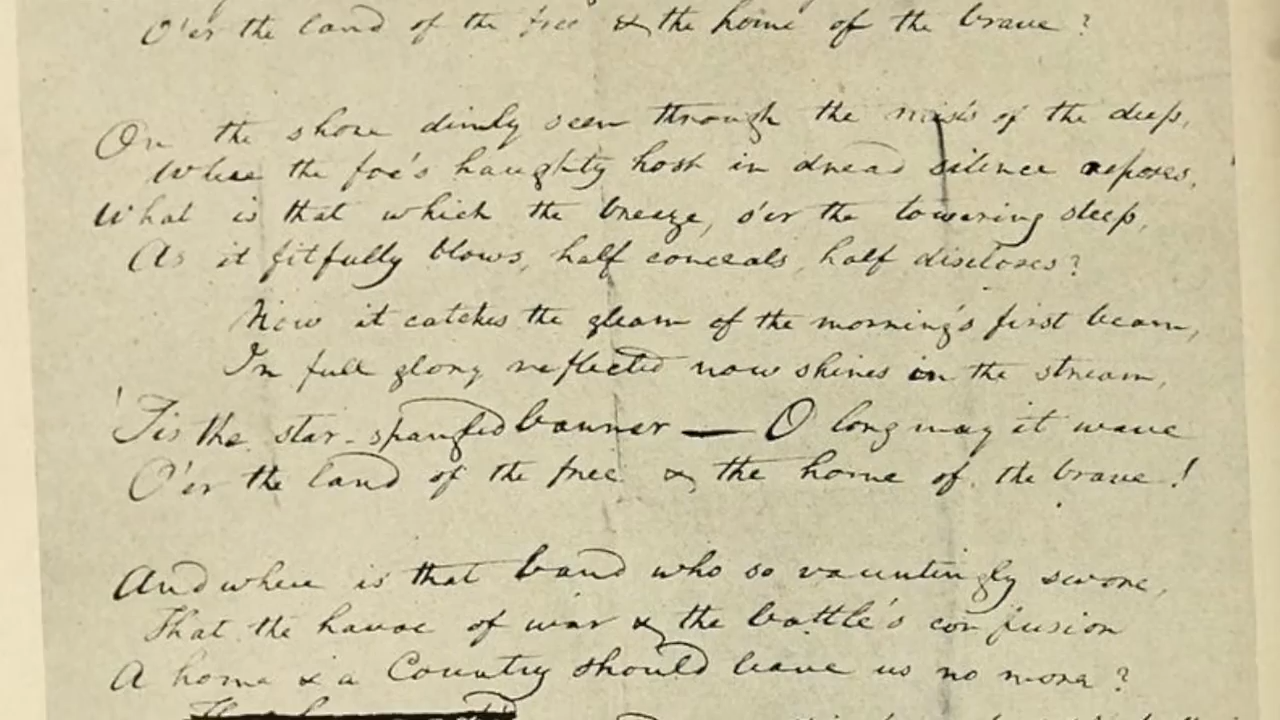 O'er the land of the free & the home of the brave?
On the shore dimly seen through the mists of the deep,
Where the foe's haughty host in dread silence reposes,
What is that which the breeze, o'er the towering steep,
As it fitfully blows, half conceals, half discloses?
Now it catches the gleam of the morning's first beam,
In full glory reflected now shines in the stream,
'Tis the star-spangled banner — O long may it wave
O'er the land of the free & the home of the brave!
And where is that band who so vauntingly swore,
That the havoc of war & the battle's confusion
A home & a Country should leave us no more?